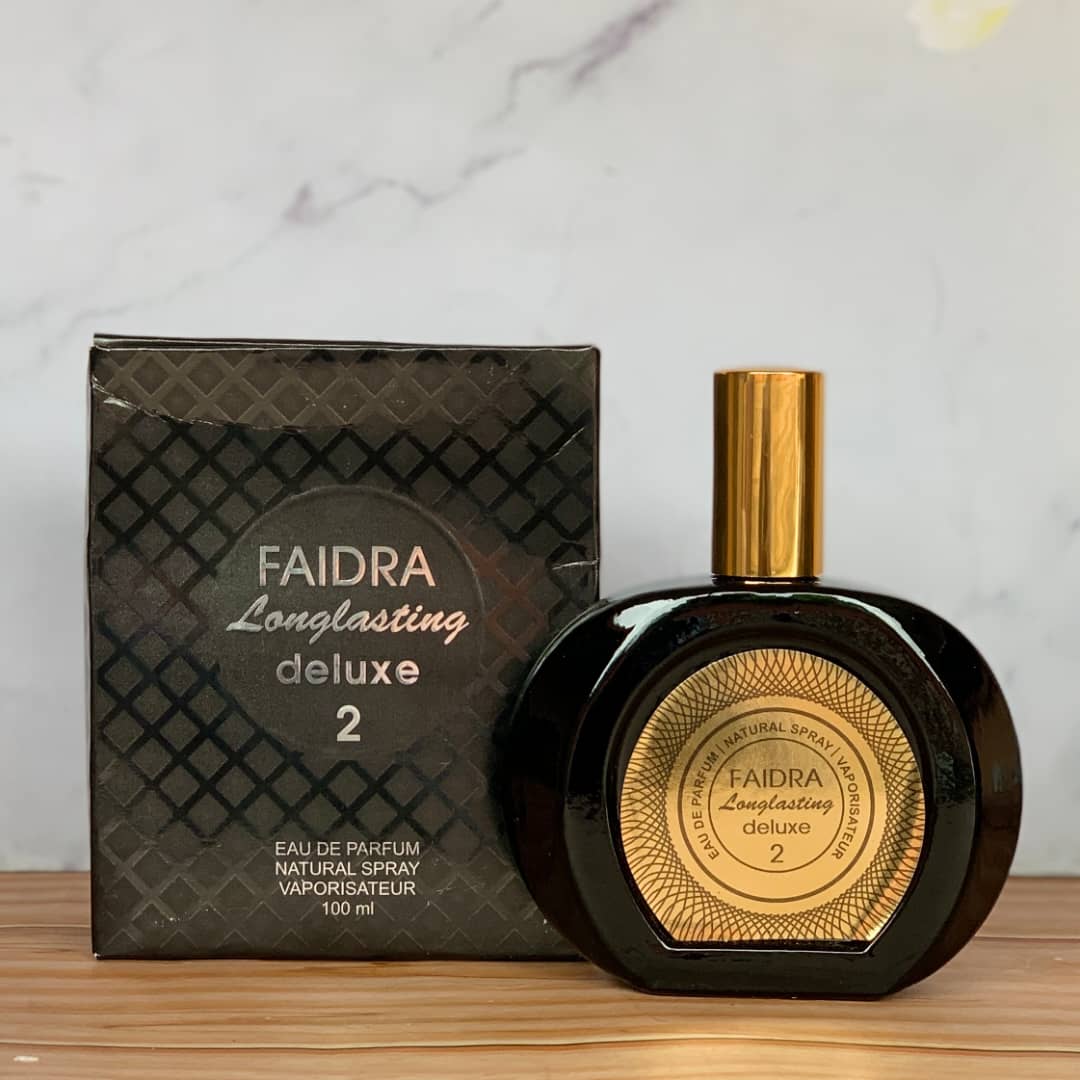 FAIDRA
Longlasting
deluxe
2
EAU DE PARFUM
NATURAL SPRAY
VAPORISATEUR
100 ml
EAU DE PARFUM | NATURAL SPRAY | VAPORISATEUR
FAIDRA
Longlasting
deluxe
2